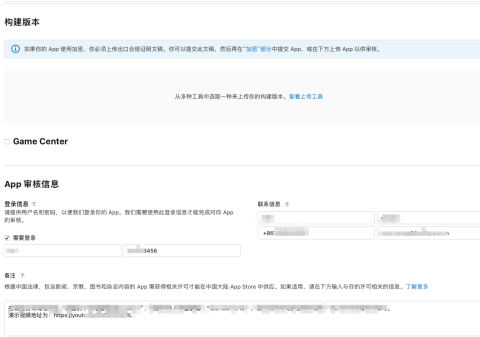 构建版本
如果你的 App 使用加密，你必须上传出口合规证明文稿。你可以提交此文稿，然后再在“加密”部分中提交 App，或在下方上传 App 以供审核。
从多种工具中选取一种来上传你的构建版本。查看上传工具
Game Center
App 审核信息
登录信息 ?
联系信息 ?
请提供用户名和密码，以便我们登录你的 App。我们需要使用此登录信息才能完成对你 App
的审核。
+86
需要登录
3456
备注 ?
根据中国法律，包含新闻、宗教、图书和杂志内容的 App 需获得相关许可才能在中国大陆 App Store 中供应。如果适用，请在下方输入与你的许可相关的信息。了解更多
演示视频地址为：https://yout